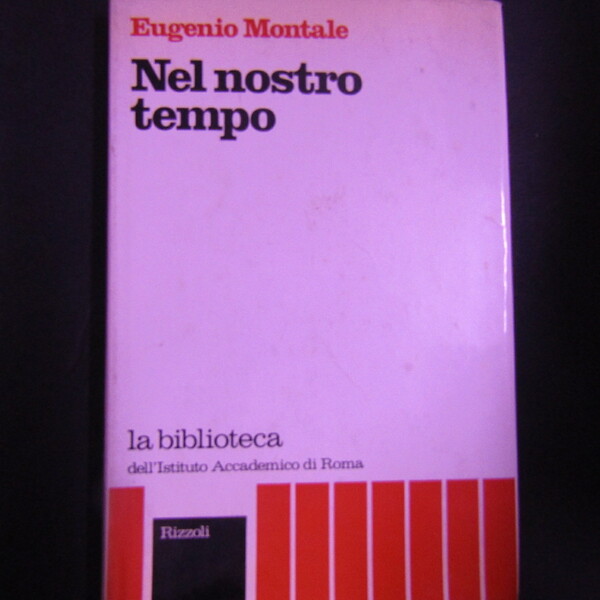 Eugenio Montale
Nel nostro
tempo
la biblioteca
dell'Istituto Accademico di Roma
Rizzoli